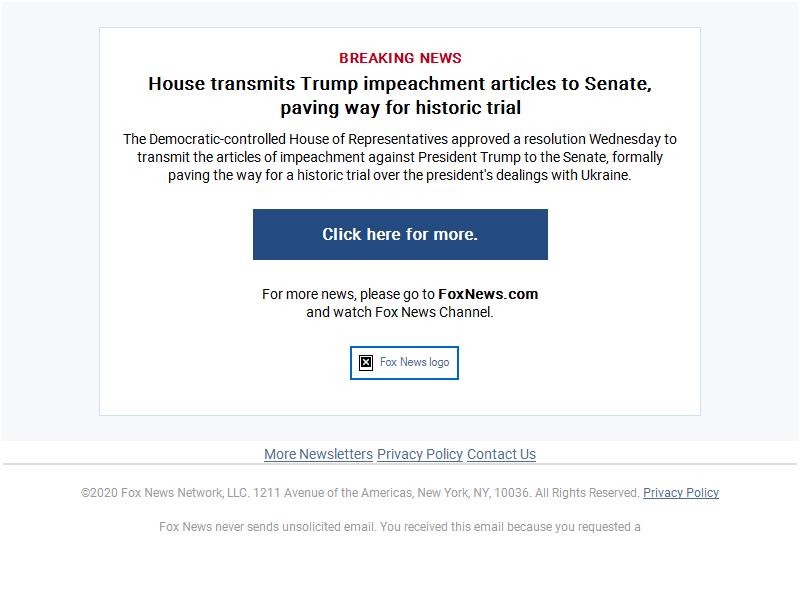 BREAKING NEWS
House transmits Trump impeachment articles to Senate,
paving way for historic trial
The Democratic-controlled House of Representatives approved a resolution Wednesday to
transmit the articles of impeachment against President Trump to the Senate, formally
paving the way for a historic trial over the president's dealings with Ukraine.
Click here for more.
For more news, please go to FoxNews.com
and watch Fox News Channel.
Fox News logo
More Newsletters Privacy Policy Contact Us
©2020 Fox News Network, LLC. 1211 Avenue of the Americas, New York, NY, 10036. All Rights Reserved. Privacy Policy
Fox News never sends unsolicited email. You received this email because you requested a